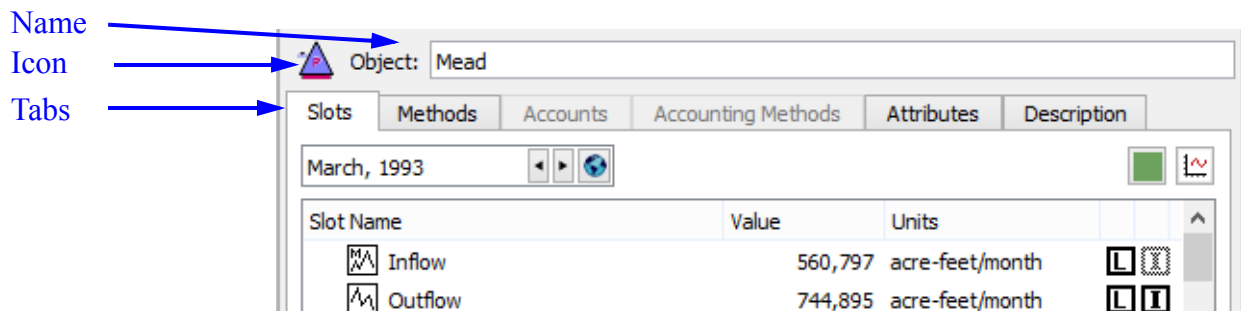 Name
Icon
Tabs
P
Object: Mead
Slots Methods Accounts Accounting Methods Attributes Description
March, 1993
Slot Name Value Units
M Inflow 560,797 acre-feet/month L I
Outflow 744,895 acre-feet/month L I